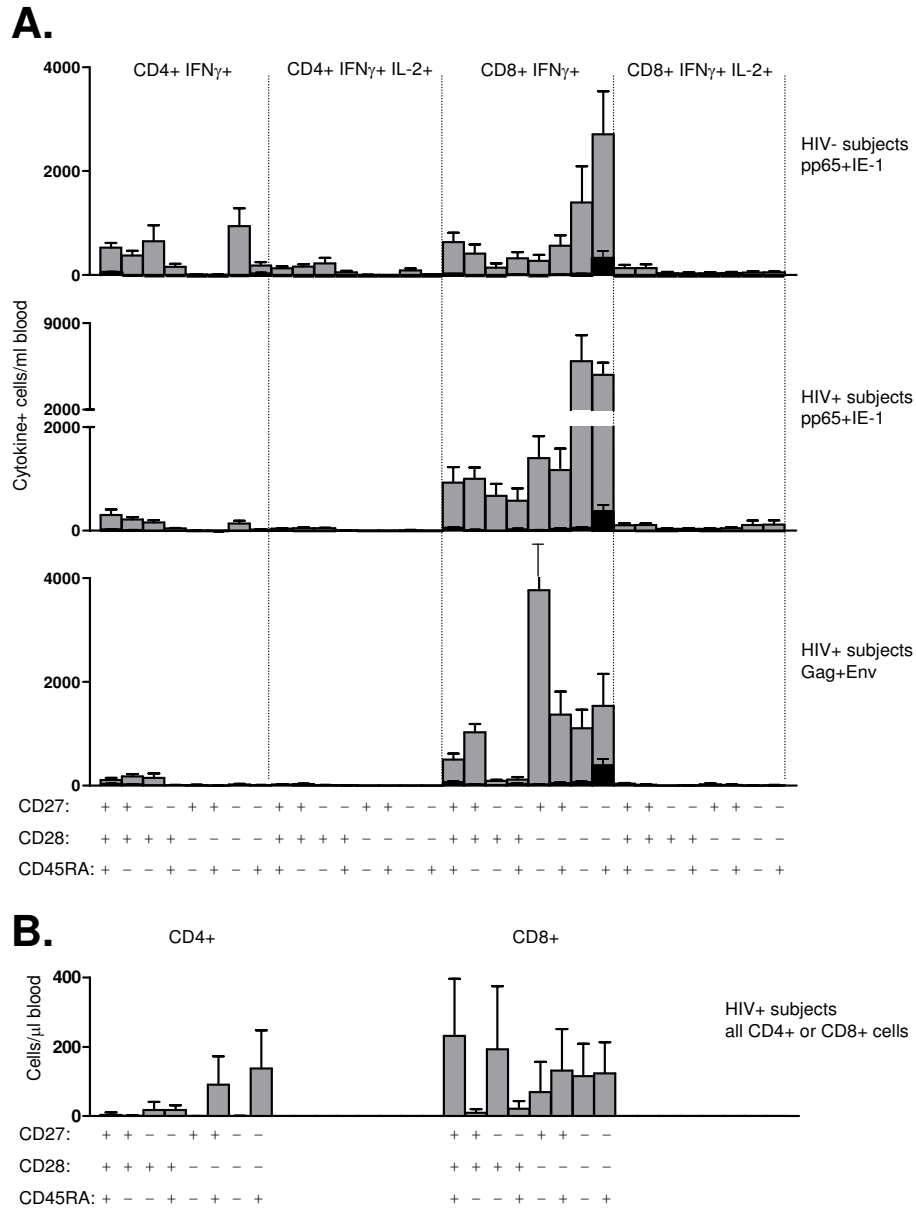 A.
CD4+ IFNγ+ CD4+ IFNγ+ IL-2+ CD8+ IFNγ+ CD8+ IFNγ+ IL-2+
4000
2000
0
HIV- subjects
pp65+IE-1
Cytokine+ cells/ml blood
9000
2000
2000
0
HIV+ subjects
pp65+IE-1
4000
2000
0
HIV+ subjects
Gag+Env
CD27: + + − − + + − − + + − − + + − − + + − − + + − − + + − − + + − −
CD28: + + + + − − − − + + + + − − − − + + + + − − − − + + + + − − − −
CD45RA: + − − + − + − + + − − + − + − + + − − + − + − + + − − + − + − +
B.
CD4+ CD8+
Cells/μl blood
400
200
0
HIV+ subjects
all CD4+ or CD8+ cells
CD27: + + − − + + − − + + − − + + − −
CD28: + + + + − − − − + + + + − − − −
CD45RA: + − − + − + − + + − − + − + − +